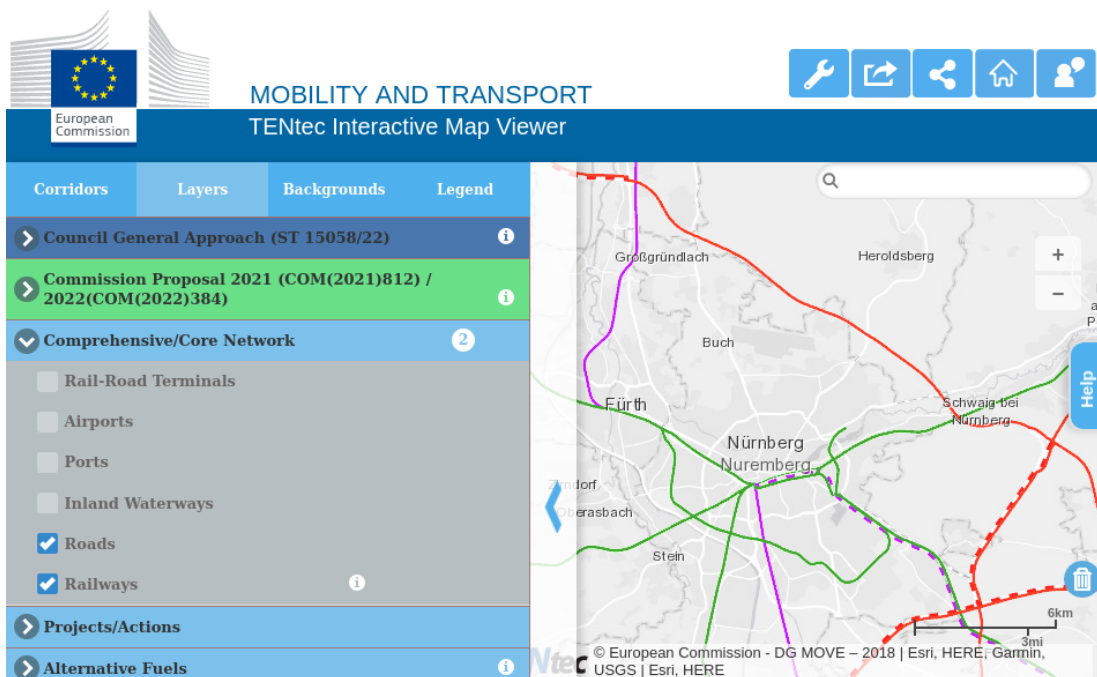 European
Commission
MOBILITY AND TRANSPORT
TENtec Interactive Map Viewer
Corridors
Layers
Backgrounds
Legend
Council General Approach (ST 15058/22)
Commission Proposal 2021 (COM(2021)812) /
2022(COM(2022)384)
Comprehensive/Core Network
2
Rail-Road Terminals
Airports
Ports
Inland Waterways
Roads
Railways
Projects/Actions
Alternative Fuels
Großgründlach
Heroldsberg
+
−
Buch
Help
Fürth
Schwaig bei
Nürnberg
Nürnberg
Nuremberg
Stein
6km
3mi
© European Commission - DG MOVE – 2018 | Esri, HERE, Garmin,
USGS | Esri, HERE